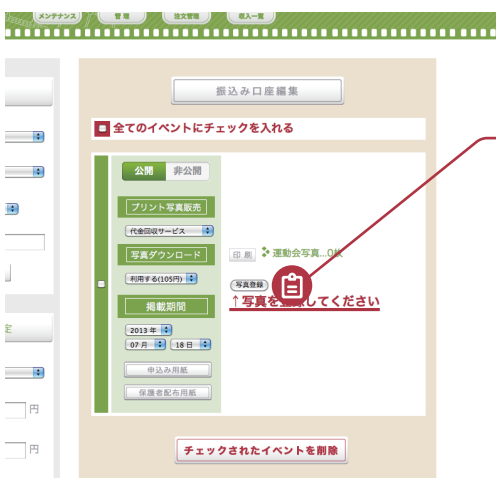 メンテナンス
管 理
注文管理
収入一覧
振込み口座編集
全てのイベントにチェックを入れる
公開 非公開
プリント写真販売
代金回収サービス
写真ダウンロード
利用する(105円)
掲載期間
2013 年
07 月 18 日
申込み用紙
保護者配布用紙
印 刷 運動会写真...0枚
写真登録
↑写真を登録してください
定
円
円
チェックされたイベントを削除